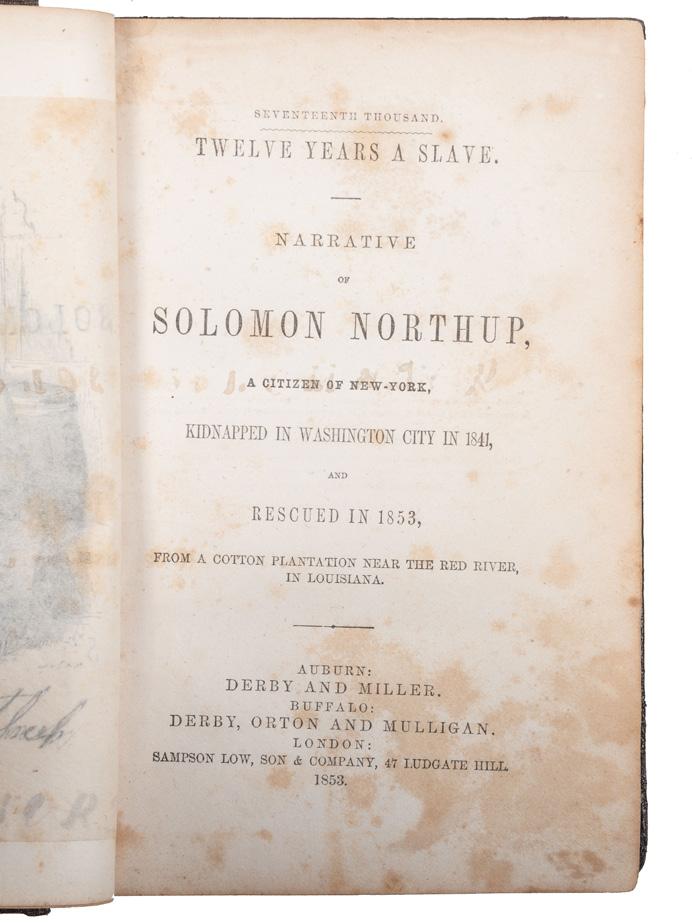 SEVENTEENTH THOUSAND.
TWELVE YEARS A SLAVE.
NARRATIVE
OF
SOLOMON NORTHUP,
A CITIZEN OF NEW-YORK,
KIDNAPPED IN WASHINGTON CITY IN 1841,
AND
RESCUED IN 1853,
FROM A COTTON PLANTATION NEAR THE RED RIVER,
IN LOUISIANA.
AUBURN:
DERBY AND MILLER.
BUFFALO:
DERBY, ORTON AND MULLIGAN.
LONDON:
SAMPSON LOW, SON & COMPANY, 47 LUDGATE HILL.
1853.